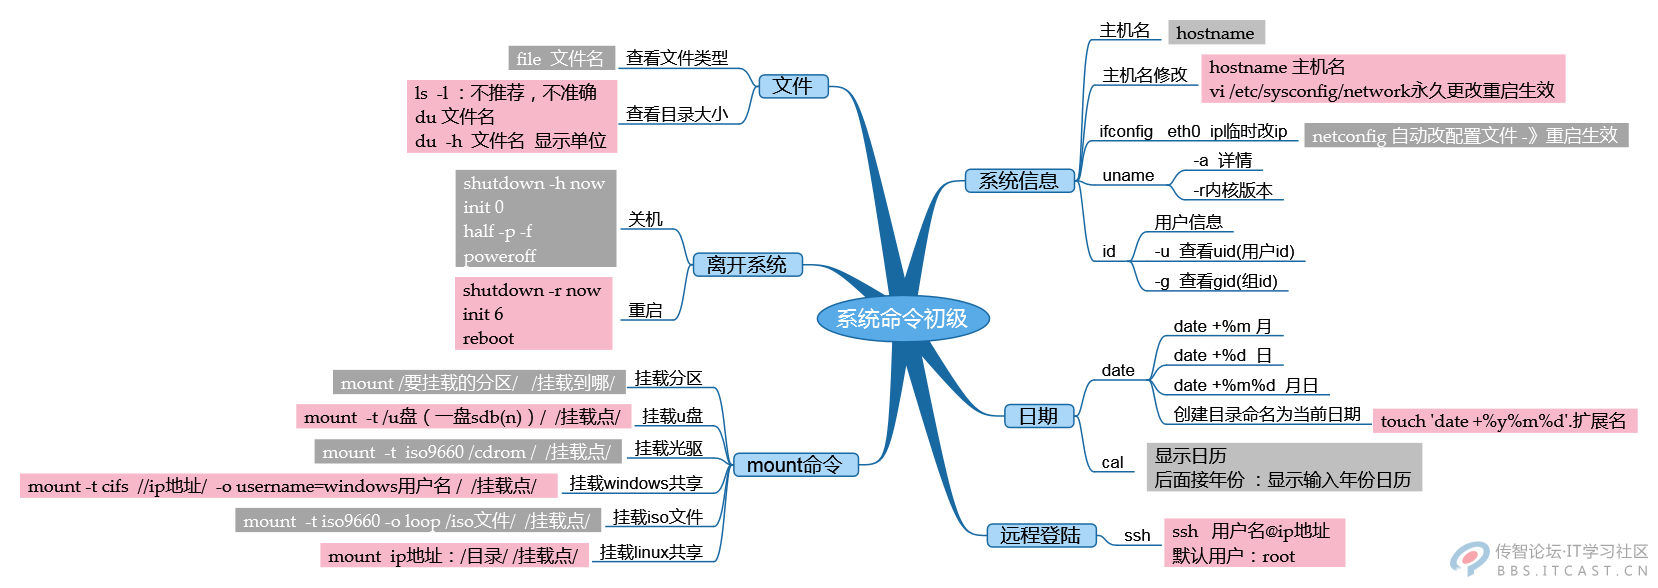 系统命令初级
文件
查看文件类型
file 文件名
查看目录大小
ls -l ：不推荐，不准确
du 文件名
du -h 文件名 显示单位
离开系统
关机
shutdown -h now
init 0
half -p -f
poweroff
重启
shutdown -r now
init 6
reboot
mount命令
挂载分区
mount /要挂载的分区/ /挂载到哪/
挂载u盘
mount -t /u盘（一盘sdb(n)）/ /挂载点/
挂载光驱
mount -t iso9660 /cdrom / /挂载点/
挂载windows共享
mount -t cifs //ip地址/ -o username=windows用户名 / /挂载点/
挂载iso文件
mount -t iso9660 -o loop /iso文件/ /挂载点/
挂载linux共享
mount ip地址：/目录/ /挂载点/
系统信息
主机名
hostname
主机名修改
hostname 主机名
vi /etc/sysconfig/network永久更改重启生效
ifconfig eth0 ip临时改ip
netconfig 自动改配置文件 -》重启生效
uname
-a 详情
-r内核版本
id
用户信息
-u 查看uid(用户id)
-g 查看gid(组id)
日期
date
date +%m 月
date +%d 日
date +%m%d 月日
创建目录命名为当前日期
touch 'date +%y%m%d'.扩展名
cal
显示日历
后面接年份 ：显示输入年份日历
远程登陆
ssh
ssh 用户名@ip地址
默认用户：root
传智论坛·IT学习社区
BBS.ITCAST.CN